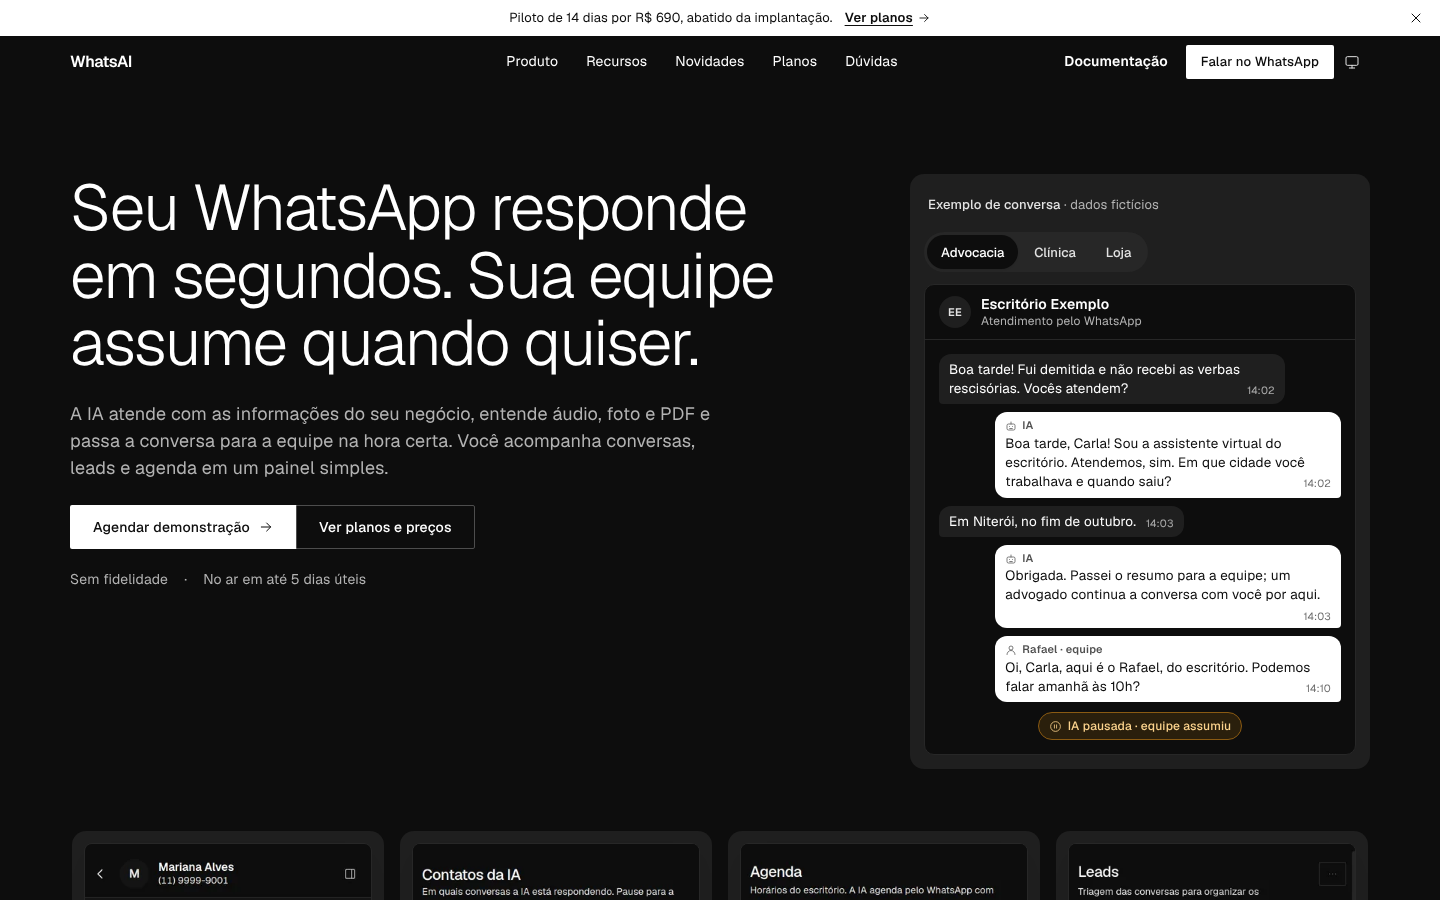 Piloto de 14 dias por R$ 690, abatido da implantação. Ver planos →
WhatsAI
Produto
Recursos
Novidades
Planos
Dúvidas
Documentação
Falar no WhatsApp
Seu WhatsApp responde
em segundos. Sua equipe
assume quando quiser.
A IA atende com as informações do seu negócio, entende áudio, foto e PDF e
passa a conversa para a equipe na hora certa. Você acompanha conversas,
leads e agenda em um painel simples.
Agendar demonstração →
Ver planos e preços
Sem fidelidade · No ar em até 5 dias úteis
Exemplo de conversa · dados fictícios
Advocacia
Clínica
Loja
EE
Escritório Exemplo
Atendimento pelo WhatsApp
Boa tarde! Fui demitida e não recebi as verbas
rescisórias. Vocês atendem? 14:02
IA
Boa tarde, Carla! Sou a assistente virtual do
escritório. Atendemos, sim. Em que cidade você
trabalhava e quando saiu? 14:02
Em Niterói, no fim de outubro. 14:03
IA
Obrigada. Passei o resumo para a equipe; um
advogado continua a conversa com você por aqui.
14:03
Rafael · equipe
Oi, Carla, aqui é o Rafael, do escritório. Podemos
falar amanhã às 10h? 14:10
IA pausada · equipe assumiu
M
Mariana Alves
(11) 9999-9001
Contatos da IA
Em quais conversas a IA está respondendo. Pause para a
Agenda
Horários do escritório. A IA agenda pelo WhatsApp com
Leads
Triagem das conversas para organizar os